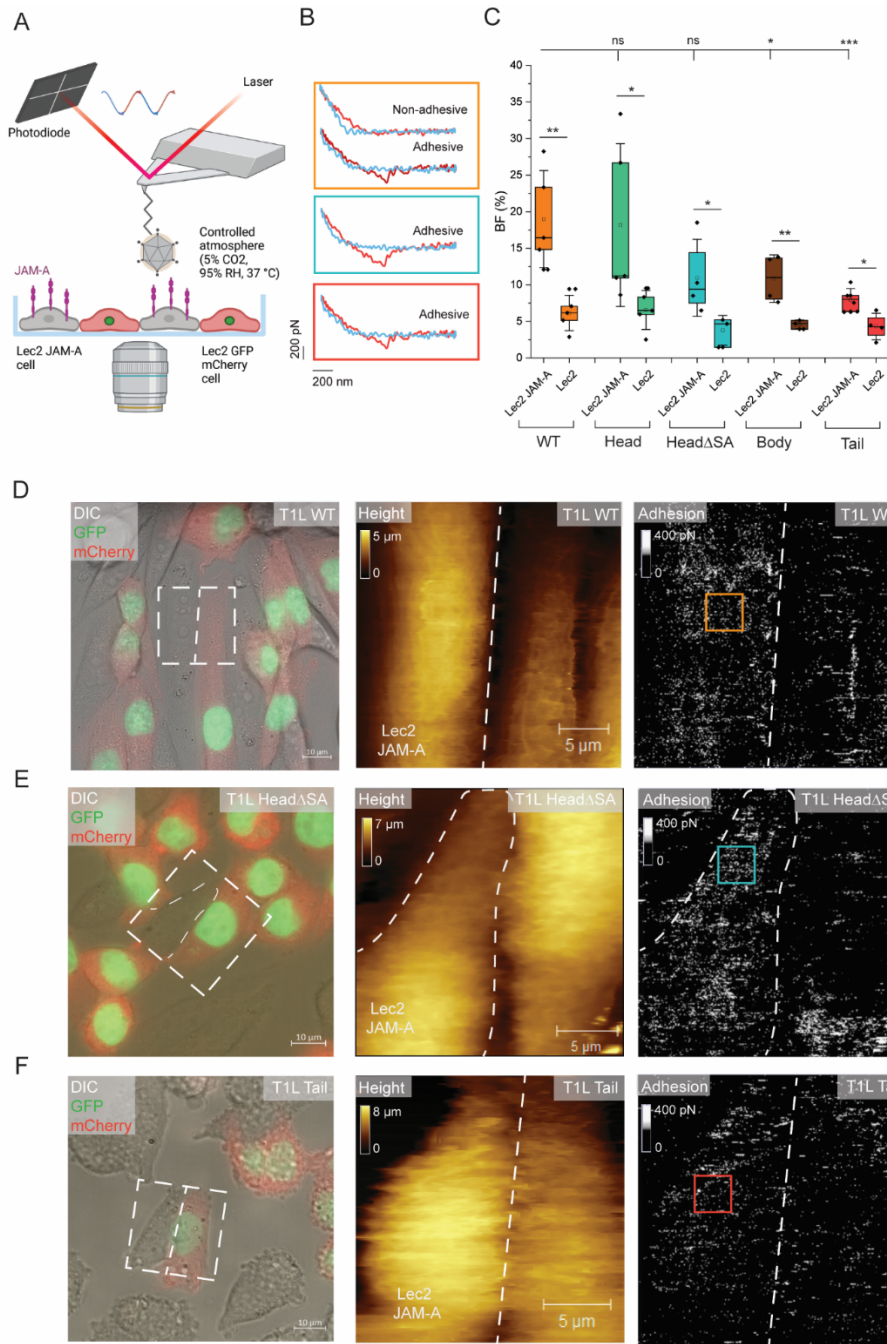 A
Laser
Photodiode
Controlled
atmosphere
(5% CO2,
95% RH, 37 °C)
JAM-A
Lec2 JAM-A
cell
Lec2 GFP
mCherry
cell
B
Non-adhesive
Adhesive
Adhesive
Adhesive
200 pN
200 nm
C
ns
ns
*
***
**
*
*
**
*
BF (%)
40
35
30
25
20
15
10
5
0
Lec2 JAM-A
Lec2
Lec2 JAM-A
Lec2
Lec2 JAM-A
Lec2
Lec2 JAM-A
Lec2
Lec2 JAM-A
Lec2
WT
Head
HeadΔSA
Body
Tail
D
DIC
GFP
mCherry
T1L WT
10 µm
Height
T1L WT
5 µm
0
Lec2
JAM-A
5 µm
Adhesion
T1L W
400 pN
0
E
DIC
GFP
mCherry
T1L HeadΔSA
10 µm
Height
T1L HeadΔSA
7 µm
0
Lec2
JAM-A
5 µm
Adhesion
T1L HeadΔS
400 pN
0
F
DIC
GFP
mCherry
T1L Tail
10 µm
Height
T1L Tail
8 µm
0
Lec2
JAM-A
5 µm
Adhesion
T1L Ta
400 pN
0